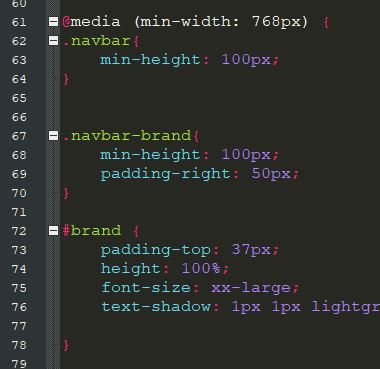 60
61 @media (min-width: 768px) {
62 .navbar{
63 min-height: 100px;
64 }
65
66
67 .navbar-brand{
68 min-height: 100px;
69 padding-right: 50px;
70 }
71
72 #brand {
73 padding-top: 37px;
74 height: 100%;
75 font-size: xx-large;
76 text-shadow: 1px 1px lightgr
77
78 }
79